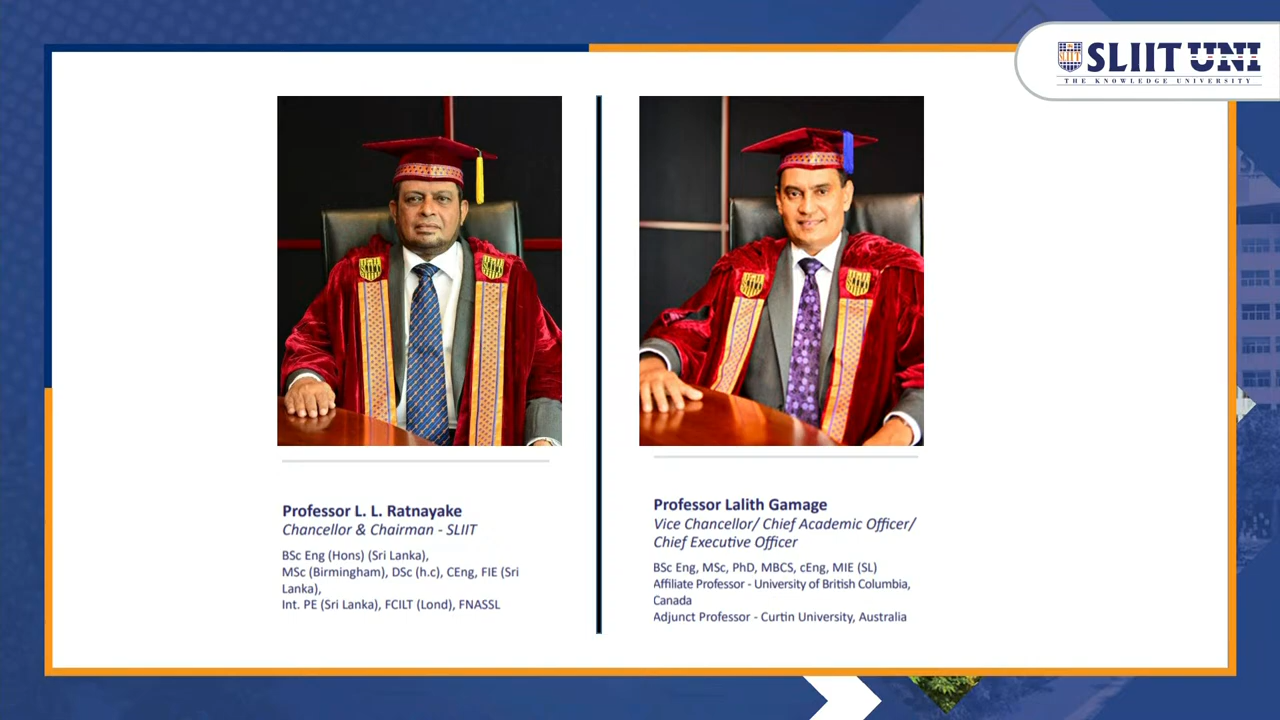 SLIIT UNI
THE KNOWLEDGE UNIVERSITY
Professor L. L. Ratnayake
Chancellor & Chairman - SLIIT
BSc Eng (Hons) (Sri Lanka),
MSc (Birmingham), DSc (h.c), CEng, FIE (Sri
Lanka),
Int. PE (Sri Lanka), FCILT (Lond), FNASSL
Professor Lalith Gamage
Vice Chancellor/ Chief Academic Officer/
Chief Executive Officer
BSc Eng, MSc, PhD, MBCS, cEng, MIE (SL)
Affiliate Professor - University of British Columbia,
Canada
Adjunct Professor - Curtin University, Australia